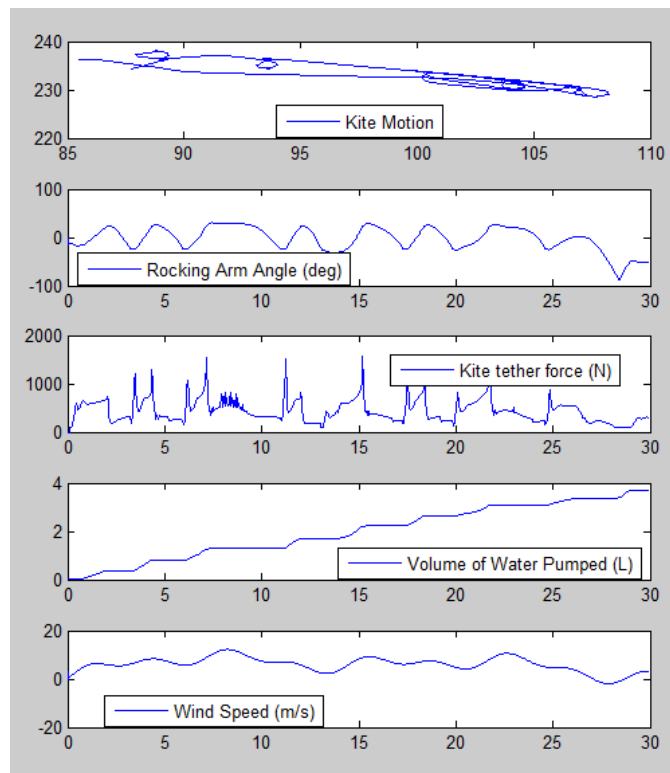 240
230
220
Kite Motion
85 90 95 100 105 110
100
0
-100
Rocking Arm Angle (deg)
0 5 10 15 20 25 30
2000
1000
0
Kite tether force (N)
0 5 10 15 20 25 30
4
2
0
Volume of Water Pumped (L)
0 5 10 15 20 25 30
20
0
-20
Wind Speed (m/s)
0 5 10 15 20 25 30